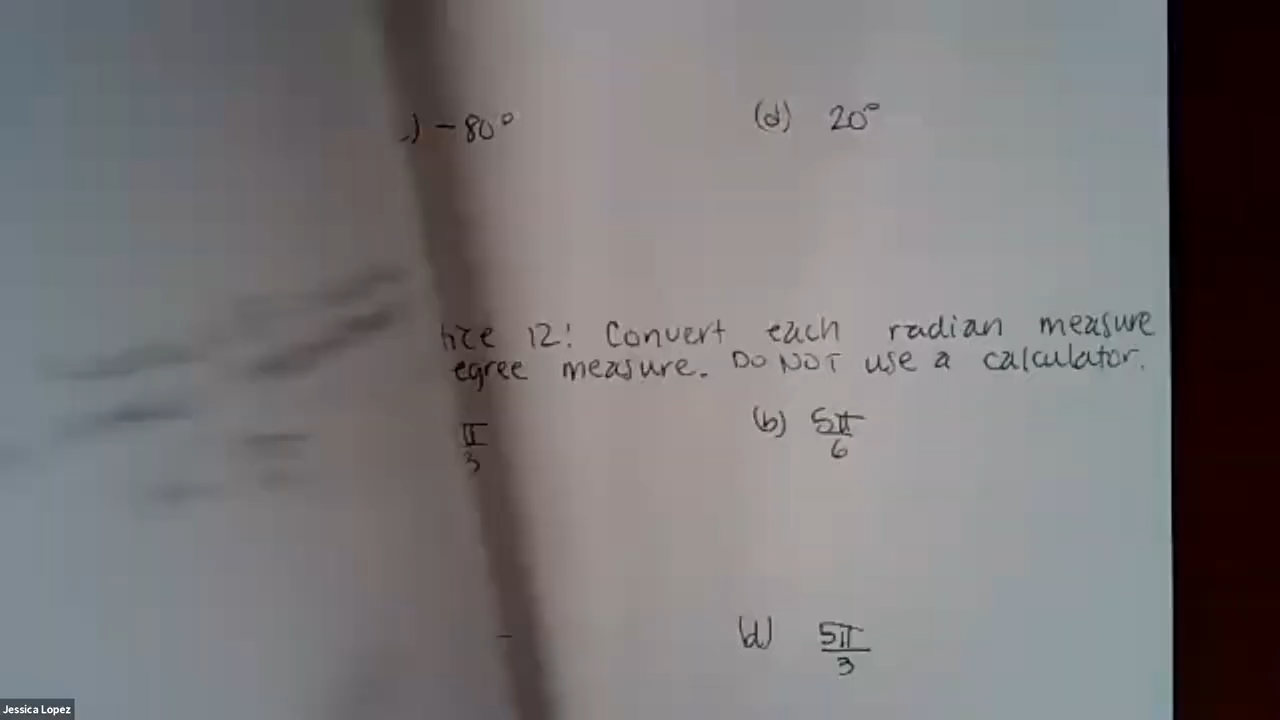 ) -80° (d) 20°
12: Convert each radian measure
egree measure. DO NOT use a calculator.
π/3 (b) 5π/6
(d) 5π/3
Jessica Lopez